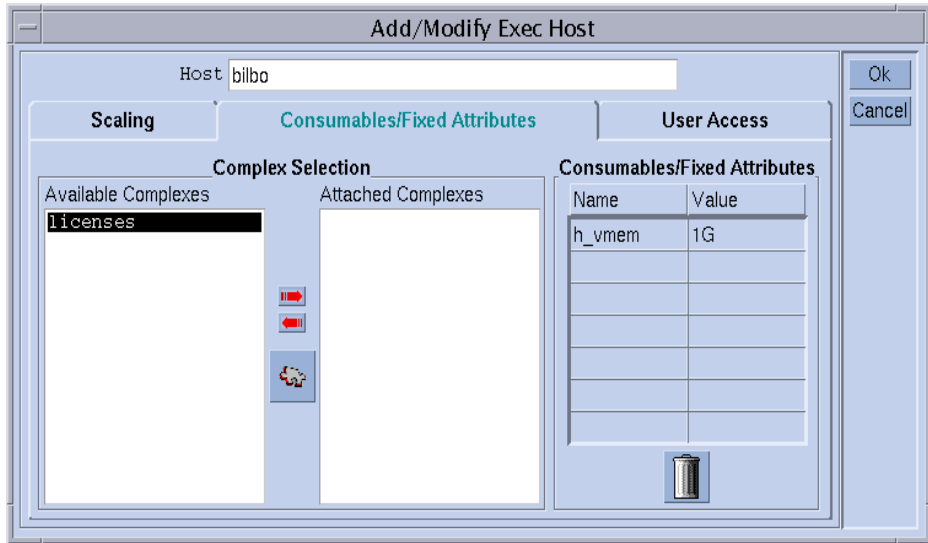 Add/Modify Exec Host
Host bilbo
Ok
Cancel
Scaling Consumables/Fixed Attributes User Access
Complex Selection
Available Complexes Attached Complexes
licenses
Consumables/Fixed Attributes
Name Value
h_vmem 1G